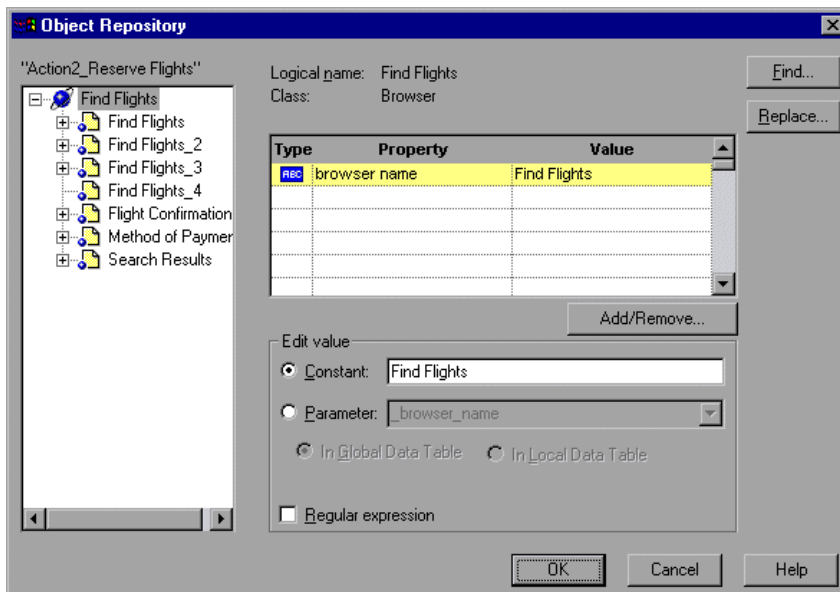 Object Repository
"Action2_Reserve Flights"
Find Flights
Find Flights
Find Flights_2
Find Flights_3
Find Flights_4
Flight Confirmation
Method of Paymer
Search Results
Logical name: Find Flights
Class: Browser
Type Property Value
ABC browser name Find Flights
Add/Remove...
Edit value
Constant: Find Flights
Parameter: _browser_name
In Global Data Table In Local Data Table
Regular expression
Find...
Replace...
OK Cancel Help